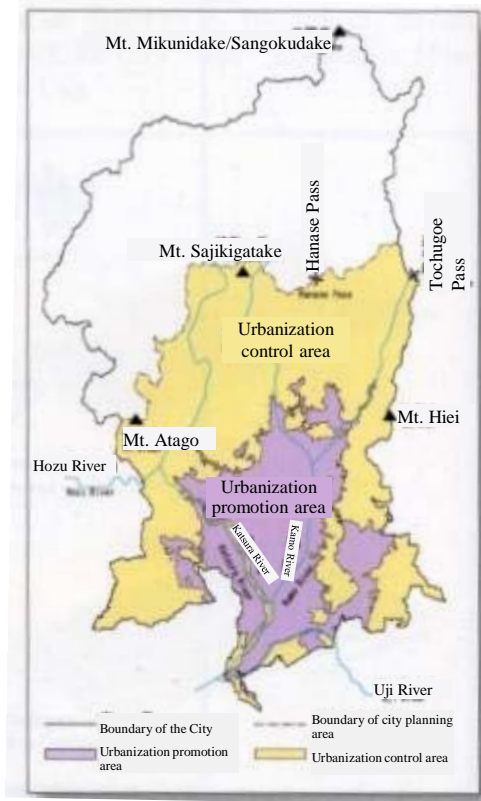 Mt. Mikunidake/Sangokudake
Hanase Pass
Tochugoe
Pass
Mt. Sajikigatake
Hanase Pass
Urbanization
control area
Mt. Hiei
Mt. Atago
Hozu River
Urbanization
promotion area
Katsura River
Kamo River
Uji River
Boundary of the City
Boundary of city planning
area
Urbanization promotion
area
Urbanization control area